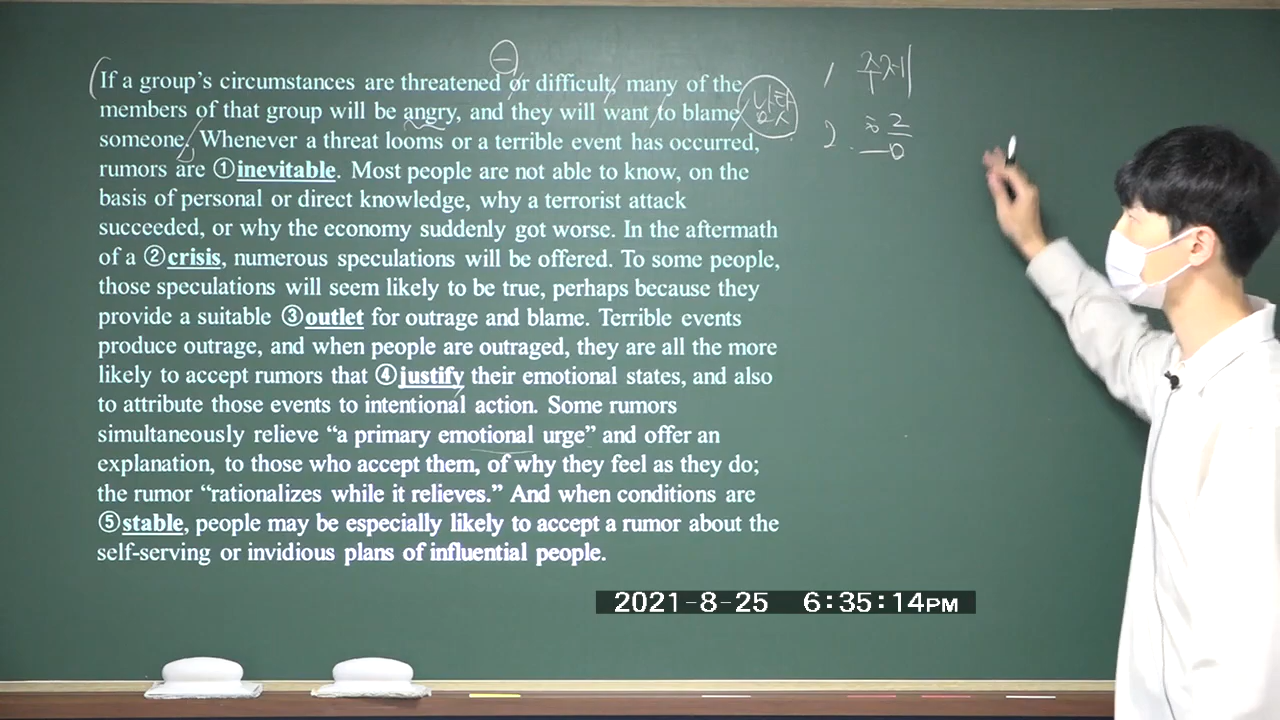 If a group's circumstances are threatened or difficult, many of the
members of that group will be angry, and they will want to blame
someone. Whenever a threat looms or a terrible event has occurred,
rumors are ①inevitable. Most people are not able to know, on the
basis of personal or direct knowledge, why a terrorist attack
succeeded, or why the economy suddenly got worse. In the aftermath
of a ②crisis, numerous speculations will be offered. To some people,
those speculations will seem likely to be true, perhaps because they
provide a suitable ③outlet for outrage and blame. Terrible events
produce outrage, and when people are outraged, they are all the more
likely to accept rumors that ④justify their emotional states, and also
to attribute those events to intentional action. Some rumors
simultaneously relieve “a primary emotional urge” and offer an
explanation, to those who accept them, of why they feel as they do;
the rumor “rationalizes while it relieves.” And when conditions are
⑤stable, people may be especially likely to accept a rumor about the
self-serving or invidious plans of influential people.
남탓
1 주제
2.
2021-8-25 6:35:14PM